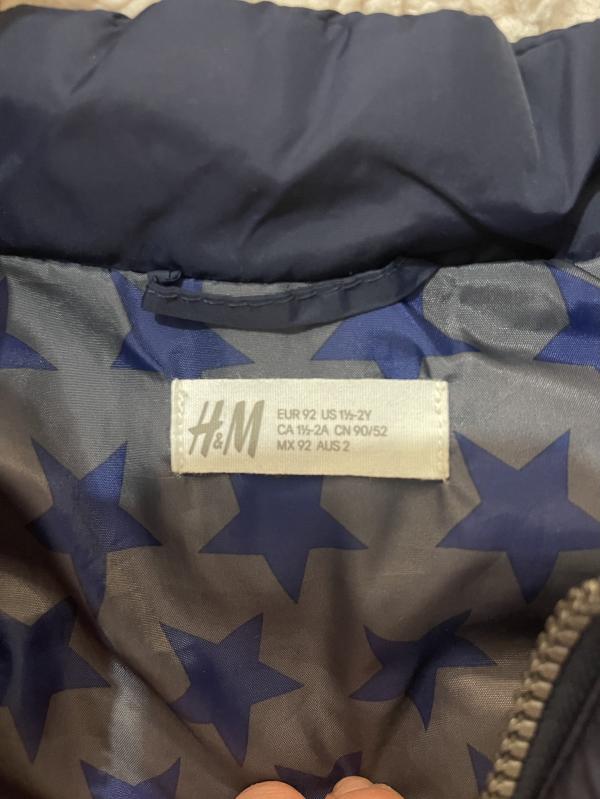 H&M
EUR 92 US 1½-2Y
CA 1½-2A CN 90/52
MX 92 AUS 2